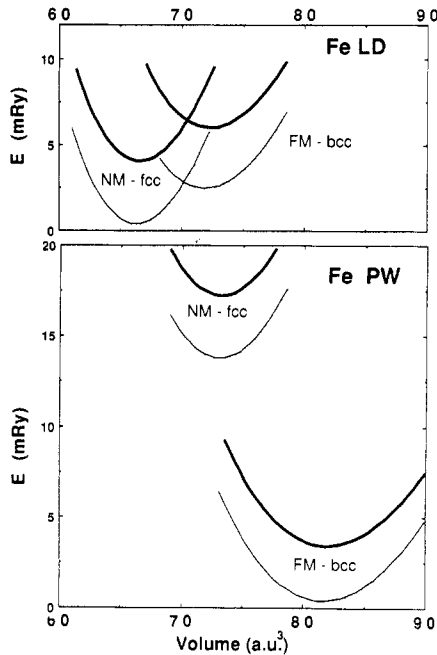 60 70 80 90
Fe LD
10
5
0
E (mRy)
NM - fcc
FM - bcc
20
15
10
5
0
E (mRy)
Fe PW
NM - fcc
FM - bcc
60 70 80 90
Volume (a.u.³)